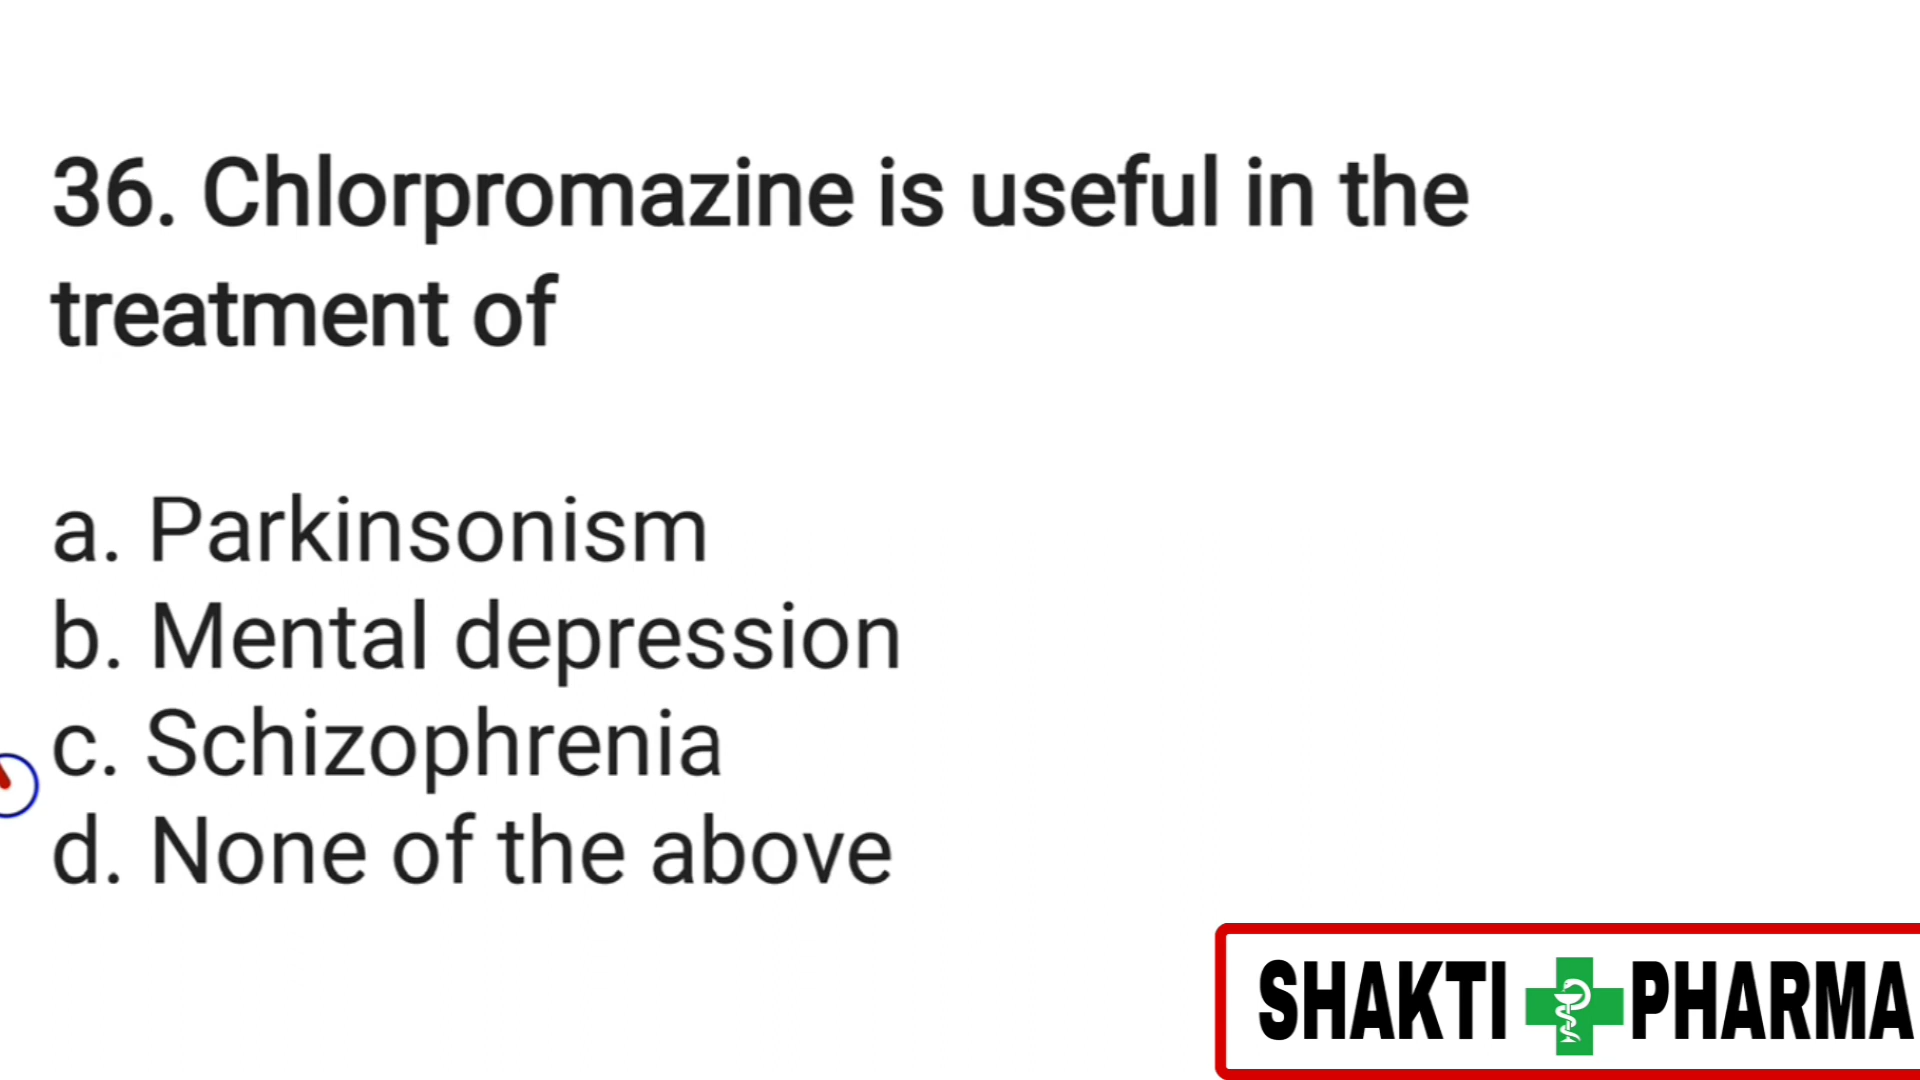 36. Chlorpromazine is useful in the
treatment of
a. Parkinsonism
b. Mental depression
c. Schizophrenia
d. None of the above
SHAKTI PHARMA